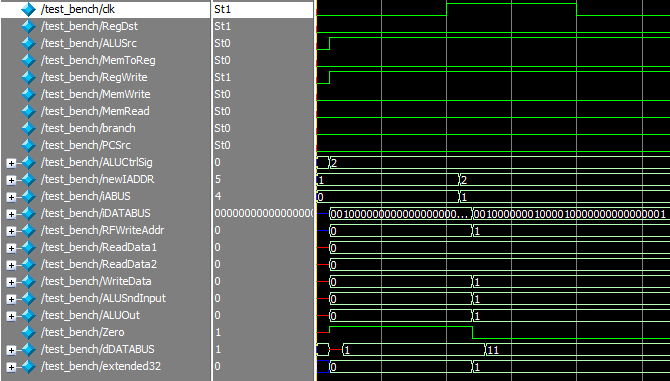 /test_bench/clk St1
/test_bench/RegDst St1
/test_bench/ALUSrc St0
/test_bench/MemToReg St0
/test_bench/RegWrite St1
/test_bench/MemWrite St0
/test_bench/MemRead St0
/test_bench/branch St0
/test_bench/PCSrc St0
/test_bench/ALUCtrlSig 0 2
/test_bench/newIADDR 5 1 2
/test_bench/iABUS 4 0 1
/test_bench/iDATABUS 00000000000000000 00100000000000000000... 00100000001000010000000000000001
/test_bench/RFWriteAddr 0 0 1
/test_bench/ReadData1 0 0
/test_bench/ReadData2 0 0
/test_bench/WriteData 0 0 1
/test_bench/ALUSndInput 0 0 1
/test_bench/ALUOut 0 0 1
/test_bench/Zero 1
/test_bench/dDATABUS 1 1 11
/test_bench/extended32 0 0 1